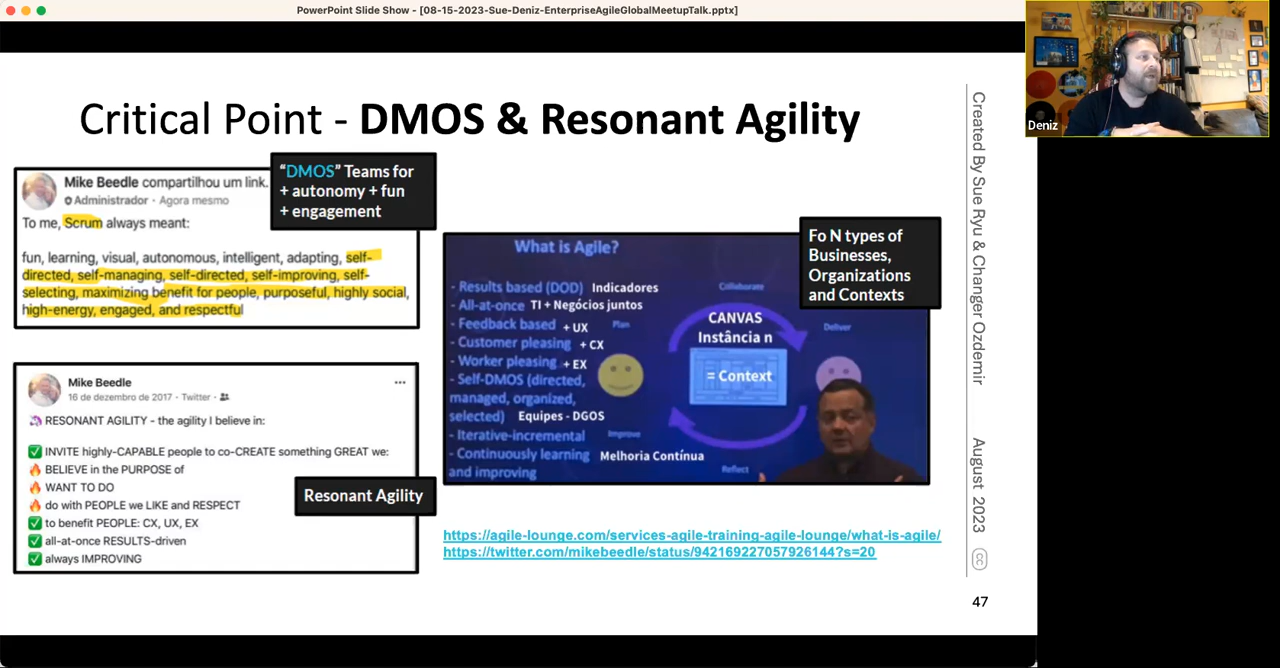 PowerPoint Slide Show - [08-15-2023-Sue-Deniz-EnterpriseAgileGlobalMeetupTalk.pptx]
Deniz
Critical Point - DMOS & Resonant Agility
Mike Beedle compartilhou um link.
Administrador · Agora mesmo
To me, Scrum always meant:
fun, learning, visual, autonomous, intelligent, adapting, self-
directed, self-managing, self-directed, self-improving, self-
selecting, maximizing benefit for people, purposeful, highly social,
high-energy, engaged, and respectful
"DMOS" Teams for
+ autonomy + fun
+ engagement
Mike Beedle
16 de dezembro de 2017 · Twitter ·
RESONANT AGILITY - the agility I believe in:
INVITE highly-CAPABLE people to co-CREATE something GREAT we:
BELIEVE in the PURPOSE of
WANT TO DO
do with PEOPLE we LIKE and RESPECT
to benefit PEOPLE: CX, UX, EX
all-at-once RESULTS-driven
always IMPROVING
Resonant Agility
What is Agile?
- Results based (DOD) Indicadores
- All-at-once TI + Negócios juntos
- Feedback based + UX
- Customer pleasing + CX
- Worker pleasing + EX
- Self-DMOS (directed,
managed, organized,
selected) Equipes - DGOS
- Iterative-incremental
- Continuously learning Melhoria Contínua
and improving
Collaborate
Plan
Deliver
CANVAS
Instância n
= Context
Improve
Reflect
Fo N types of
Businesses,
Organizations
and Contexts
https://agile-lounge.com/services-agile-training-agile-lounge/what-is-agile/
https://twitter.com/mikebeedle/status/942169227057926144?s=20
Created By Sue Ryu & Changer Ozdemir August 2023
cc
47